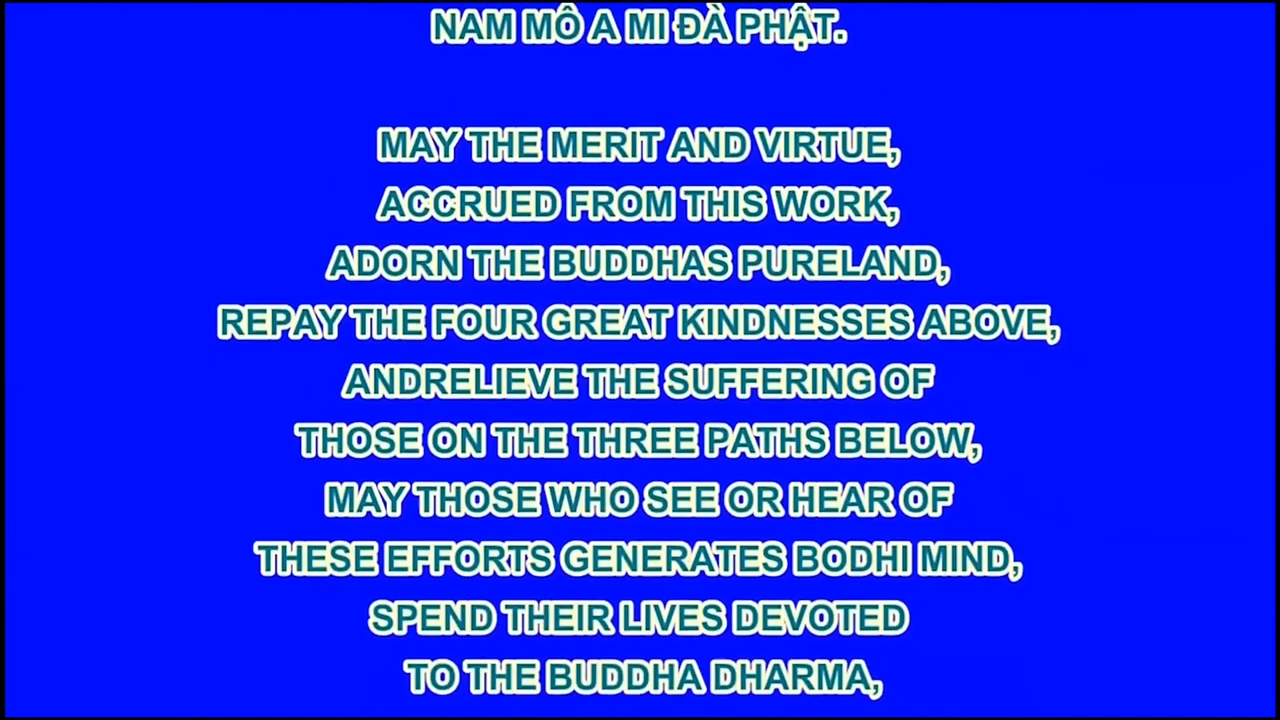 NAM MÔ A MI ĐÀ PHẬT.
MAY THE MERIT AND VIRTUE,
ACCRUED FROM THIS WORK,
ADORN THE BUDDHAS PURELAND,
REPAY THE FOUR GREAT KINDNESSES ABOVE,
ANDRELIEVE THE SUFFERING OF
THOSE ON THE THREE PATHS BELOW,
MAY THOSE WHO SEE OR HEAR OF
THESE EFFORTS GENERATES BODHI MIND,
SPEND THEIR LIVES DEVOTED
TO THE BUDDHA DHARMA,